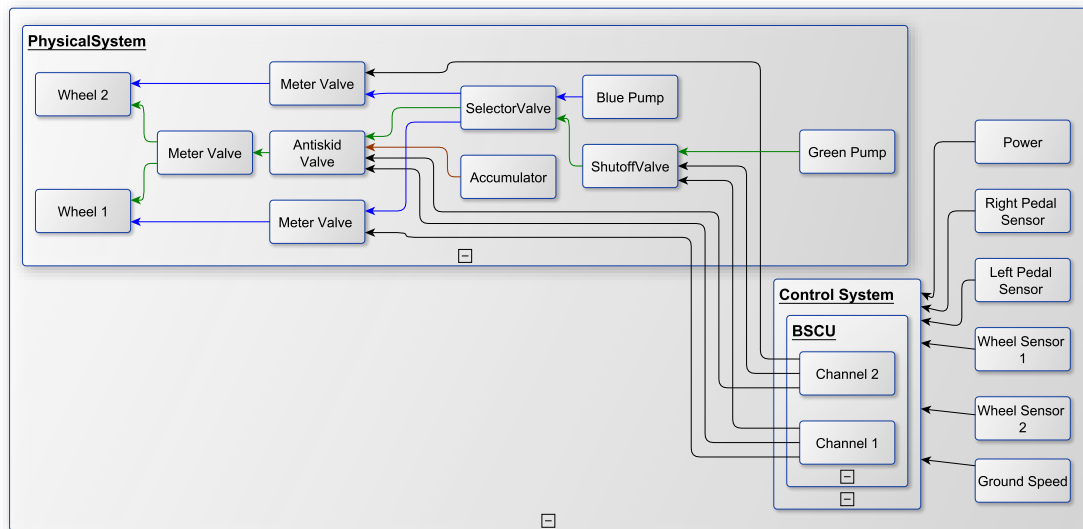 PhysicalSystem
Wheel 2
Meter Valve
SelectorValve
Blue Pump
Meter Valve
Antiskid
Valve
Accumulator
ShutoffValve
Green Pump
Wheel 1
Meter Valve
Control System
BSCU
Channel 2
Channel 1
Power
Right Pedal
Sensor
Left Pedal
Sensor
Wheel Sensor
1
Wheel Sensor
2
Ground Speed